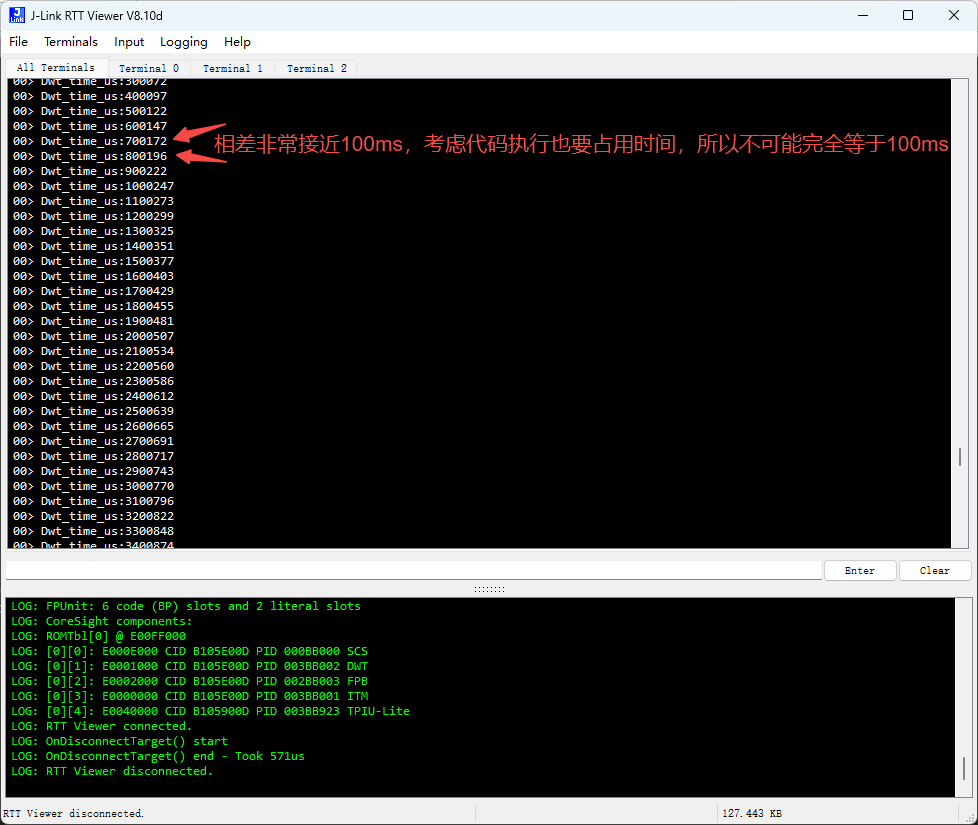 J-Link RTT Viewer V8.10d
File Terminals Input Logging Help
All Terminals Terminal 0 Terminal 1 Terminal 2
00> Dwt_time_us:300072
00> Dwt_time_us:400097
00> Dwt_time_us:500122
00> Dwt_time_us:600147
00> Dwt_time_us:700172
相差非常接近100ms，考虑代码执行也要占用时间，所以不可能完全等于100ms
00> Dwt_time_us:800196
00> Dwt_time_us:900222
00> Dwt_time_us:1000247
00> Dwt_time_us:1100273
00> Dwt_time_us:1200299
00> Dwt_time_us:1300325
00> Dwt_time_us:1400351
00> Dwt_time_us:1500377
00> Dwt_time_us:1600403
00> Dwt_time_us:1700429
00> Dwt_time_us:1800455
00> Dwt_time_us:1900481
00> Dwt_time_us:2000507
00> Dwt_time_us:2100534
00> Dwt_time_us:2200560
00> Dwt_time_us:2300586
00> Dwt_time_us:2400612
00> Dwt_time_us:2500639
00> Dwt_time_us:2600665
00> Dwt_time_us:2700691
00> Dwt_time_us:2800717
00> Dwt_time_us:2900743
00> Dwt_time_us:3000770
00> Dwt_time_us:3100796
00> Dwt_time_us:3200822
00> Dwt_time_us:3300848
00> Dwt_time_us:3400874
Enter Clear
LOG: FPUnit: 6 code (BP) slots and 2 literal slots
LOG: CoreSight components:
LOG: ROMTbl[0] @ E00FF000
LOG: [0][0]: E000E000 CID B105E00D PID 000BB000 SCS
LOG: [0][1]: E0001000 CID B105E00D PID 003BB002 DWT
LOG: [0][2]: E0002000 CID B105E00D PID 002BB003 FPB
LOG: [0][3]: E0000000 CID B105E00D PID 003BB001 ITM
LOG: [0][4]: E0040000 CID B105900D PID 003BB923 TPIU-Lite
LOG: RTT Viewer connected.
LOG: OnDisconnectTarget() start
LOG: OnDisconnectTarget() end - Took 571us
LOG: RTT Viewer disconnected.
RTT Viewer disconnected. 127.443 KB